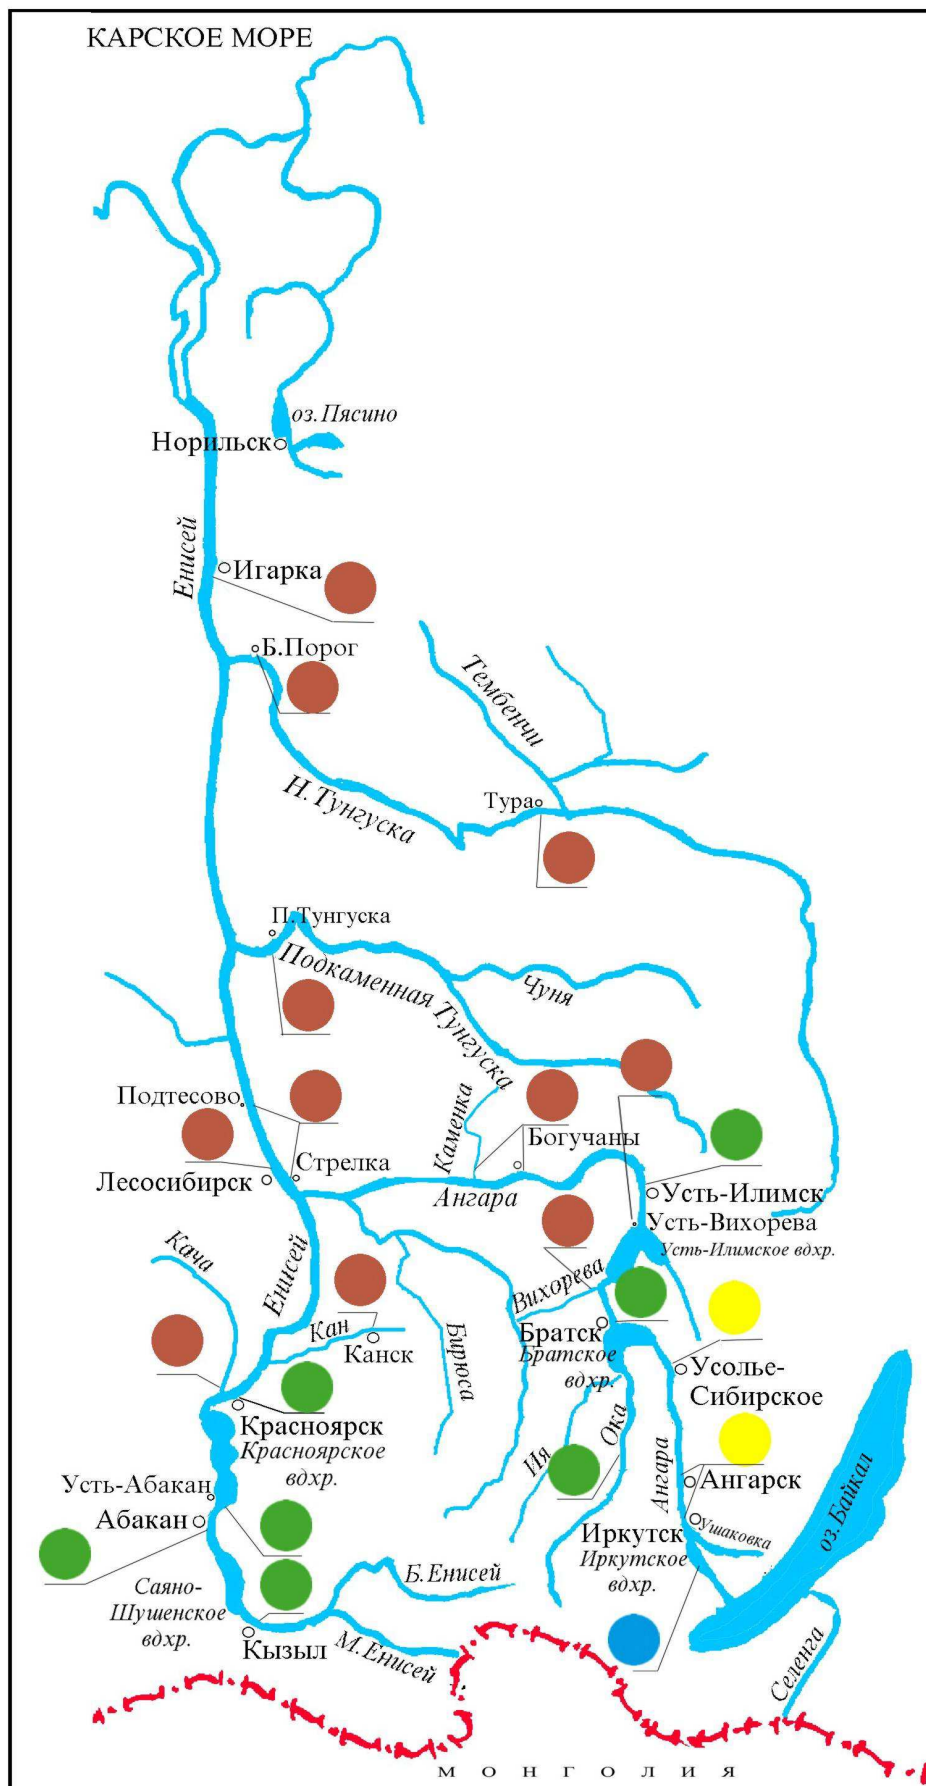 КАРСКОЕ МОРЕ
оз.Пясино
Норильск
Енисей
Игарка
Б.Порог
Тембенчи
Н.Тунгуска
Тура
П.Тунгуска
Подкаменная
Тунгуска
Чуня
Подтесово
Каменка
Богучаны
Стрелка
Лесосибирск
Ангара
Усть-Илимск
Усть-Вихорева
Усть-Илимское вдхр.
Кача
Енисей
Вихорева
Кан
Канск
Бирюса
Братск
Братское
вдхр.
Усолье-
Сибирское
Красноярск
Красноярское
вдхр.
Ока
Ия
Ангара
Ангарск
оз.Байкал
Усть-Абакан
Абакан
Иркутск
Ушаковка
Иркутское
вдхр.
Б.Енисей
Саяно-
Шушенское
вдхр.
Кызыл
М.Енисей
Селенга
МОНГОЛИЯ